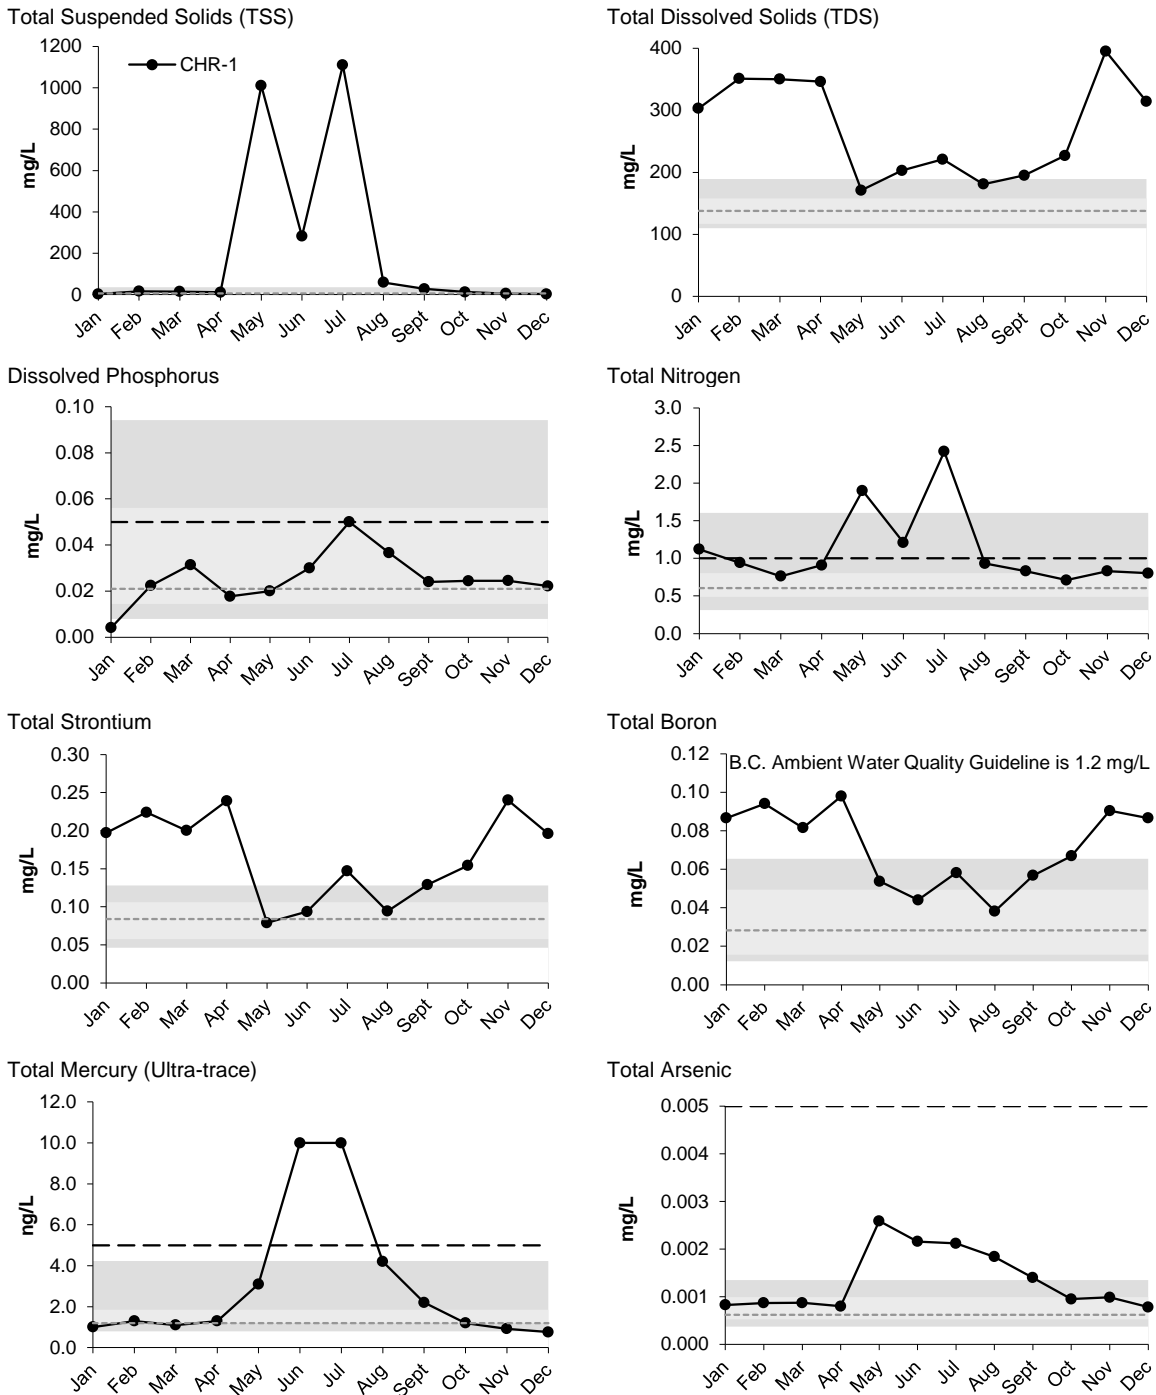 Total Suspended Solids (TSS)
1200
1000
800
600
400
200
0
mg/L
CHR-1
Jan Feb Mar Apr May Jun Jul Aug Sept Oct Nov Dec
Total Dissolved Solids (TDS)
400
300
200
100
0
mg/L
Jan Feb Mar Apr May Jun Jul Aug Sept Oct Nov Dec
Dissolved Phosphorus
0.10
0.08
0.06
0.04
0.02
0.00
mg/L
Jan Feb Mar Apr May Jun Jul Aug Sept Oct Nov Dec
Total Nitrogen
3.0
2.5
2.0
1.5
1.0
0.5
0.0
mg/L
Jan Feb Mar Apr May Jun Jul Aug Sept Oct Nov Dec
Total Strontium
0.30
0.25
0.20
0.15
0.10
0.05
0.00
mg/L
Jan Feb Mar Apr May Jun Jul Aug Sept Oct Nov Dec
Total Boron
0.12
0.10
0.08
0.06
0.04
0.02
0.00
mg/L
B.C. Ambient Water Quality Guideline is 1.2 mg/L
Jan Feb Mar Apr May Jun Jul Aug Sept Oct Nov Dec
Total Mercury (Ultra-trace)
12.0
10.0
8.0
6.0
4.0
2.0
0.0
ng/L
Jan Feb Mar Apr May Jun Jul Aug Sept Oct Nov Dec
Total Arsenic
0.005
0.004
0.003
0.002
0.001
0.000
mg/L
Jan Feb Mar Apr May Jun Jul Aug Sept Oct Nov Dec